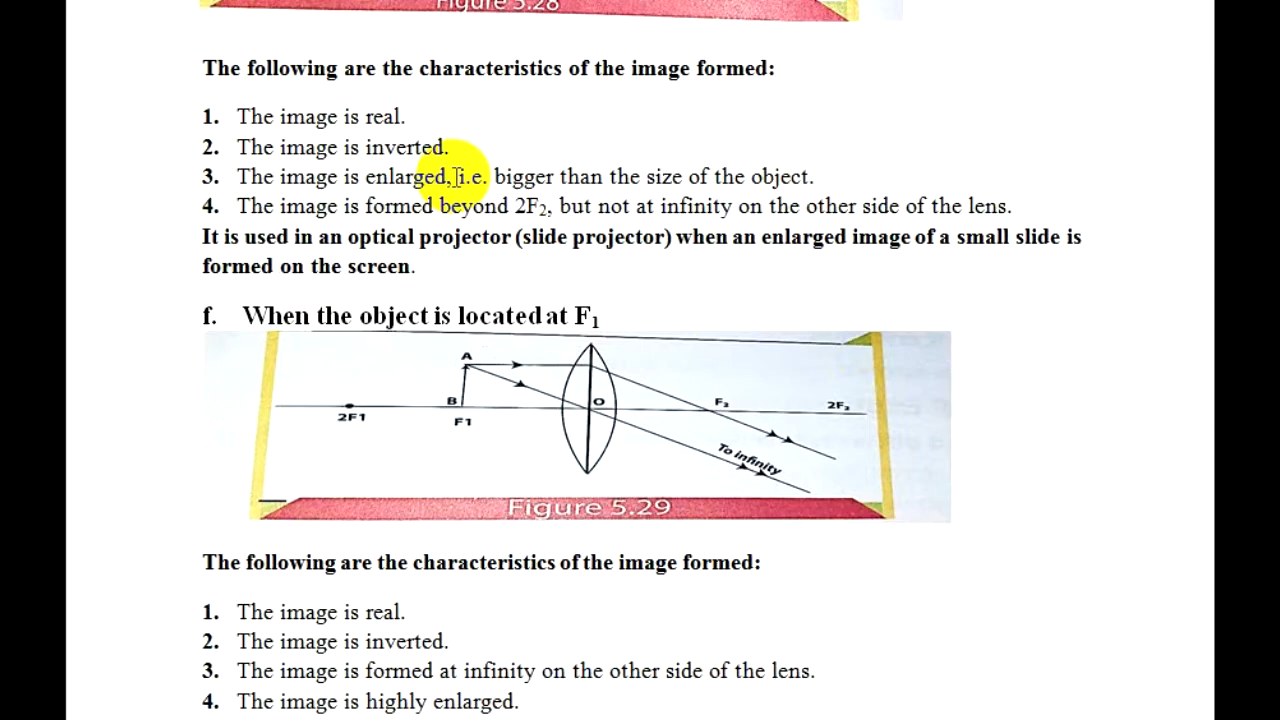 Figure 5.28
The following are the characteristics of the image formed:
1. The image is real.
2. The image is inverted.
3. The image is enlarged, i.e. bigger than the size of the object.
4. The image is formed beyond 2F₂, but not at infinity on the other side of the lens.
It is used in an optical projector (slide projector) when an enlarged image of a small slide is
formed on the screen.
f. When the object is located at F₁
A
B
O
F₂
2F₂
2F1
F1
To infinity
Figure 5.29
The following are the characteristics of the image formed:
1. The image is real.
2. The image is inverted.
3. The image is formed at infinity on the other side of the lens.
4. The image is highly enlarged.